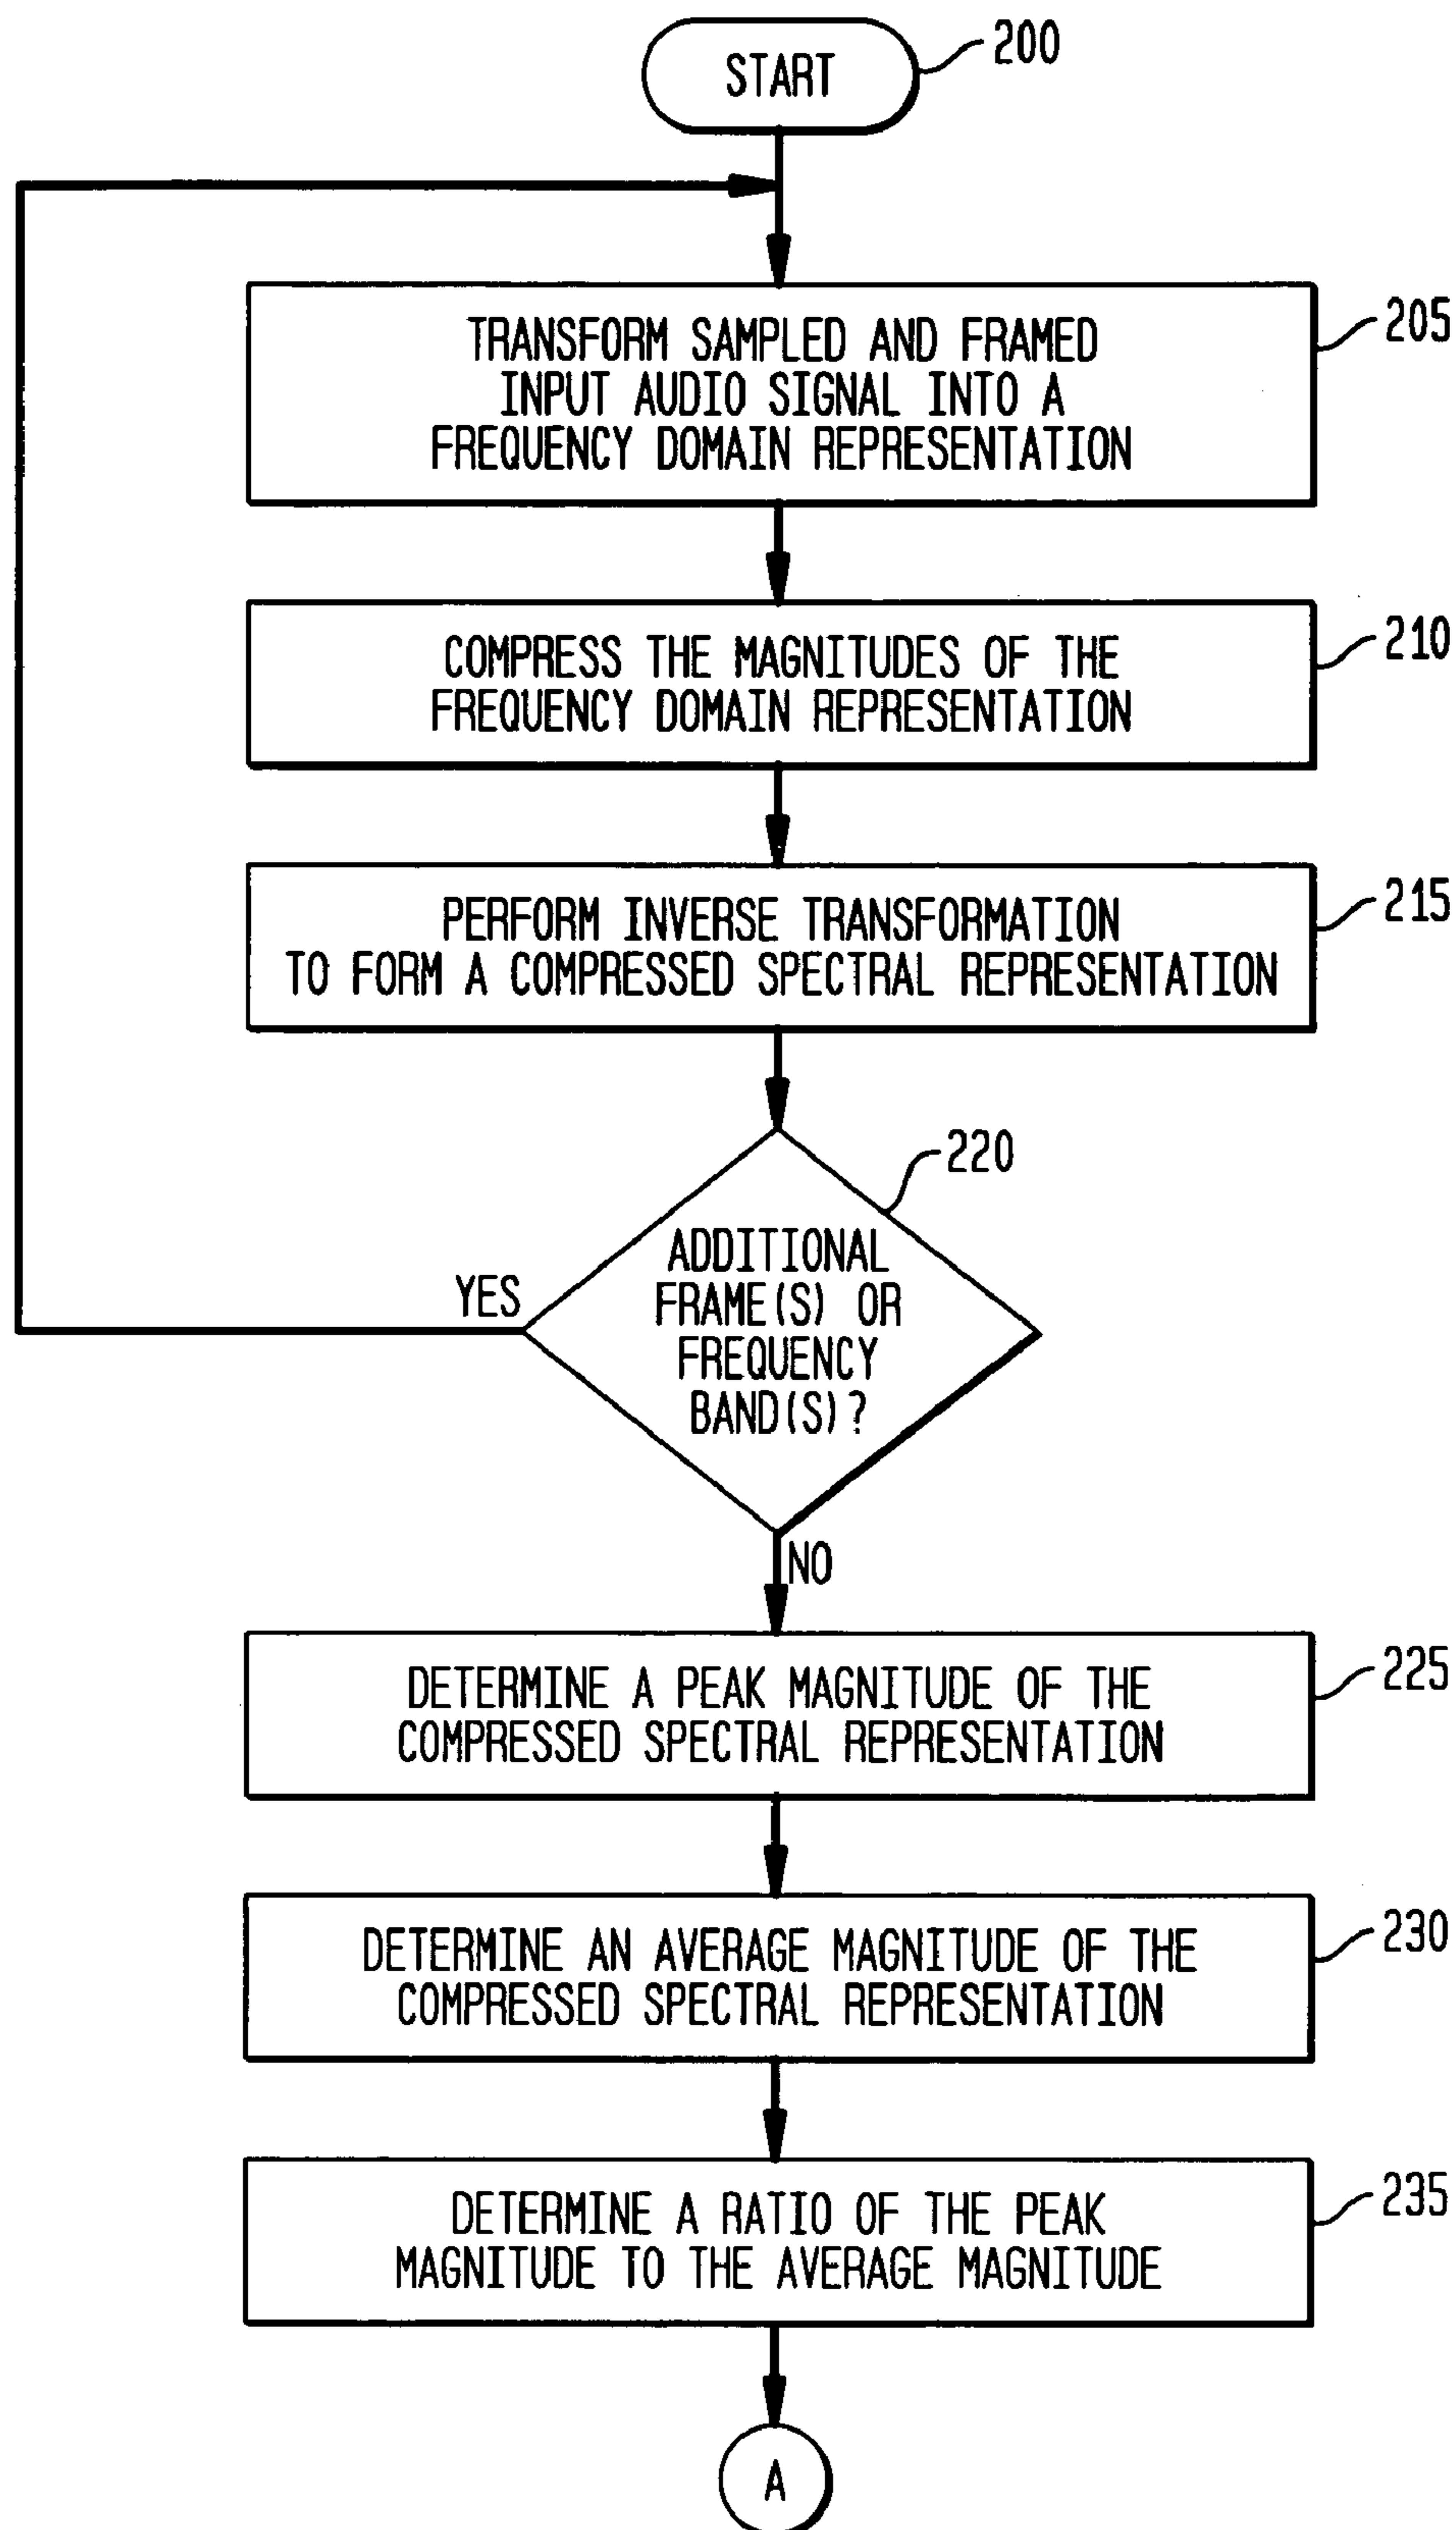 START
200
TRANSFORM SAMPLED AND FRAMED
INPUT AUDIO SIGNAL INTO A
FREQUENCY DOMAIN REPRESENTATION
205
COMPRESS THE MAGNITUDES OF THE
FREQUENCY DOMAIN REPRESENTATION
210
PERFORM INVERSE TRANSFORMATION
TO FORM A COMPRESSED SPECTRAL REPRESENTATION
215
220
ADDITIONAL
FRAME(S) OR
FREQUENCY
BAND(S)?
YES
NO
DETERMINE A PEAK MAGNITUDE OF THE
COMPRESSED SPECTRAL REPRESENTATION
225
DETERMINE AN AVERAGE MAGNITUDE OF THE
COMPRESSED SPECTRAL REPRESENTATION
230
DETERMINE A RATIO OF THE PEAK
MAGNITUDE TO THE AVERAGE MAGNITUDE
235
A